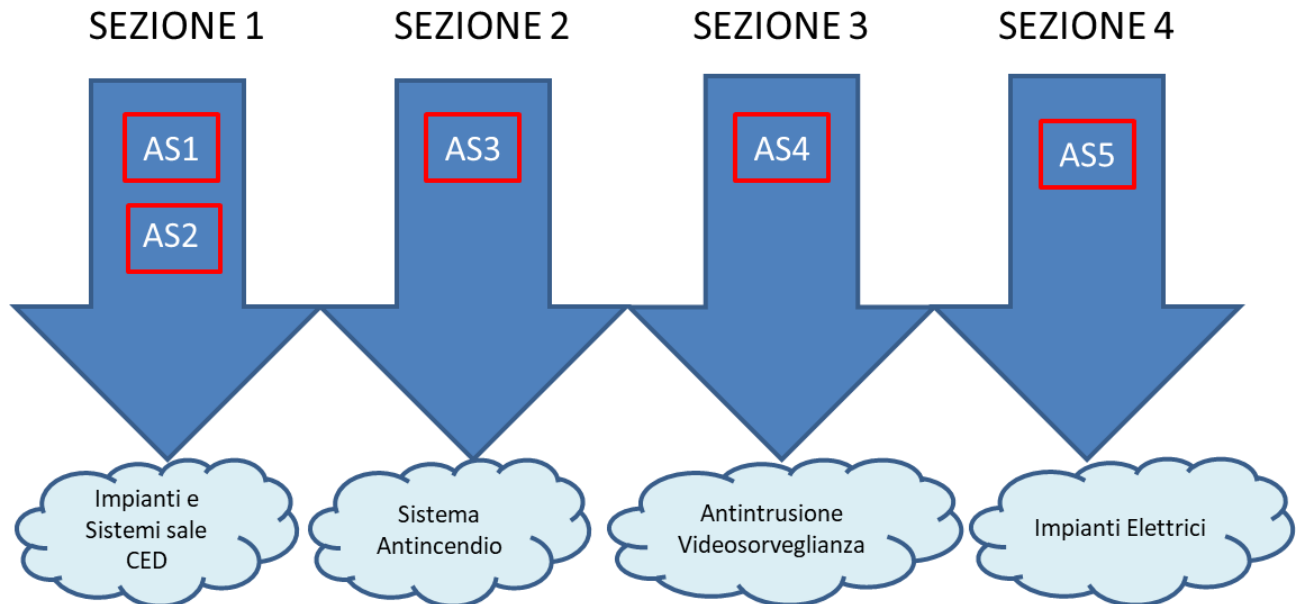 SEZIONE 1
SEZIONE 2
SEZIONE 3
SEZIONE 4
AS1
AS3
AS4
AS5
AS2
Impianti e
Sistemi sale
CED
Sistema
Antincendio
Antintrusione
Videosorveglianza
Impianti Elettrici